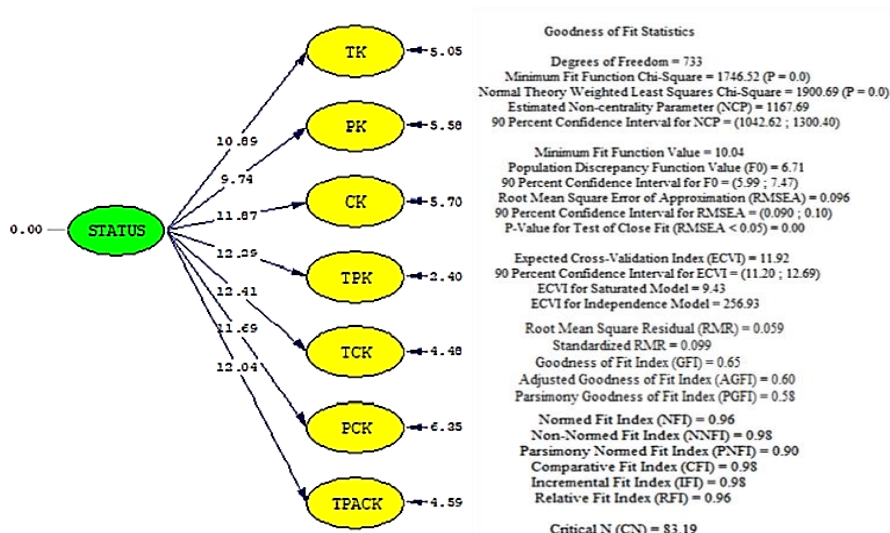 TK
5.05
PK
5.58
10.89
9.74
CK
5.70
11.87
0.00
STATUS
12.29
TPK
2.40
12.41
11.69
TCK
4.48
12.04
PCK
6.35
TPACK
4.59
Goodness of Fit Statistics
Degrees of Freedom = 733
Minimum Fit Function Chi-Square = 1746.52 (P = 0.0)
Normal Theory Weighted Least Squares Chi-Square = 1900.69 (P = 0.0)
Estimated Non-centrality Parameter (NCP) = 1167.69
90 Percent Confidence Interval for NCP = (1042.62 ; 1300.40)
Minimum Fit Function Value = 10.04
Population Discrepancy Function Value (F0) = 6.71
90 Percent Confidence Interval for F0 = (5.99 ; 7.47)
Root Mean Square Error of Approximation (RMSEA) = 0.096
90 Percent Confidence Interval for RMSEA = (0.090 ; 0.10)
P-Value for Test of Close Fit (RMSEA < 0.05) = 0.00
Expected Cross-Validation Index (ECVI) = 11.92
90 Percent Confidence Interval for ECVI = (11.20 ; 12.69)
ECVI for Saturated Model = 9.43
ECVI for Independence Model = 256.93
Root Mean Square Residual (RMR) = 0.059
Standardized RMR = 0.099
Goodness of Fit Index (GFI) = 0.65
Adjusted Goodness of Fit Index (AGFI) = 0.60
Parsimony Goodness of Fit Index (PGFI) = 0.58
Normed Fit Index (NFI) = 0.96
Non-Normed Fit Index (NNFI) = 0.98
Parsimony Normed Fit Index (PNFI) = 0.90
Comparative Fit Index (CFI) = 0.98
Incremental Fit Index (IFI) = 0.98
Relative Fit Index (RFI) = 0.96
Critical N (CN) = 83.19